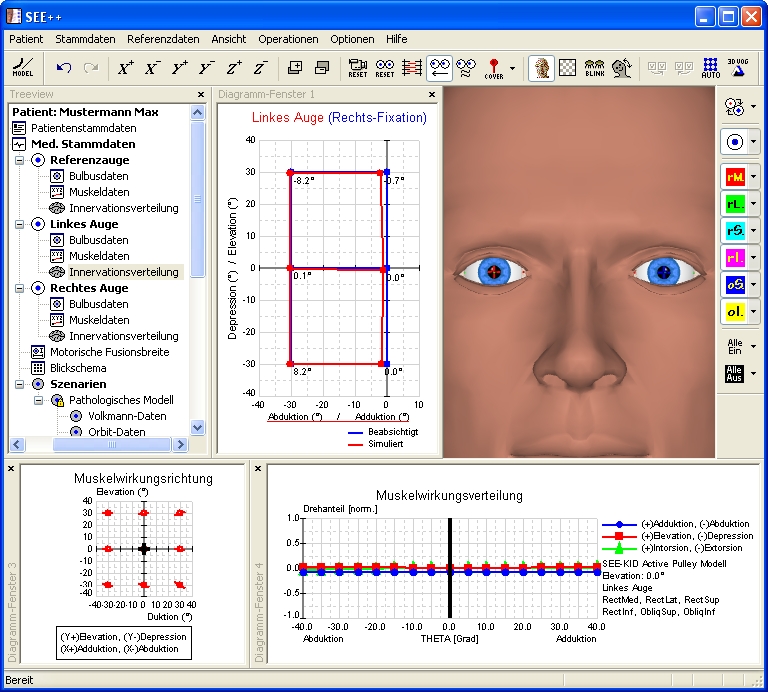 SEE++
Patient Stammdaten Referenzdaten Ansicht Operationen Optionen Hilfe
MODEL X+ X- Y+ Y- Z+ Z- RESET RESET COVER BLINK AUTO 3D VOG
Treeview
Patient: Mustermann Max
Patientenstammdaten
Med. Stammdaten
Referenzauge
Bulbusdaten
Muskeldaten
Innervationsverteilung
Linkes Auge
Bulbusdaten
Muskeldaten
Innervationsverteilung
Rechtes Auge
Bulbusdaten
Muskeldaten
Innervationsverteilung
Motorische Fusionsbreite
Blickschema
Szenarien
Pathologisches Modell
Volkmann-Daten
Orbit-Daten
Diagramm-Fenster 1
Linkes Auge (Rechts-Fixation)
Depression (°) / Elevation (°)
40
30
20
10
0
-10
-20
-30
-40
-8.2° -0.7°
0.1° 0.0°
8.2° 0.0°
-40 -30 -20 -10 0 10
Abduktion (°) / Adduktion (°)
Beabsichtigt
Simuliert
rM.
rL.
rS.
rI.
oS.
oI.
Alle Ein
Alle Aus
Diagramm-Fenster 3
Muskelwirkungsrichtung
Elevation (°)
40
30
20
10
0
-10
-20
-30
-40
-40 -30 -20 -10 0 10 20 30 40
Duktion (°)
(Y+)Elevation, (Y-)Depression
(X+)Adduktion, (X-)Abduktion
Diagramm-Fenster 4
Muskelwirkungsverteilung
Drehanteil [norm.]
1.0
0.5
0.0
-0.5
-1.0
-40.0 -30.0 -20.0 -10.0 0.0 10.0 20.0 30.0 40.0
Abduktion THETA [Grad] Adduktion
(+)Adduktion, (-)Abduktion
(+)Elevation, (-)Depression
(+)Intorsion, (-)Extorsion
SEE-KID Active Pulley Modell
Elevation: 0.0°
Linkes Auge
RectMed, RectLat, RectSup
RectInf, ObliqSup, ObliqInf
Bereit